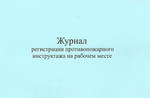 Журнал
регистрации противопожарного
инструктажа на рабочем месте